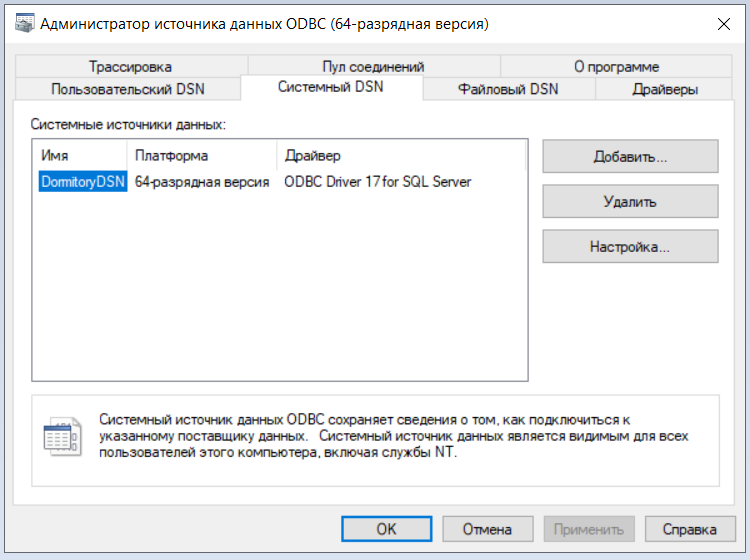 Администратор источника данных ODBC (64-разрядная версия)
Трассировка Пул соединений О программе
Пользовательский DSN Системный DSN Файловый DSN Драйверы
Системные источники данных:
Имя Платформа Драйвер
DormitoryDSN 64-разрядная версия ODBC Driver 17 for SQL Server
Добавить...
Удалить
Настройка...
Системный источник данных ODBC сохраняет сведения о том, как подключиться к
указанному поставщику данных. Системный источник данных является видимым для всех
пользователей этого компьютера, включая службы NT.
OK Отмена Применить Справка